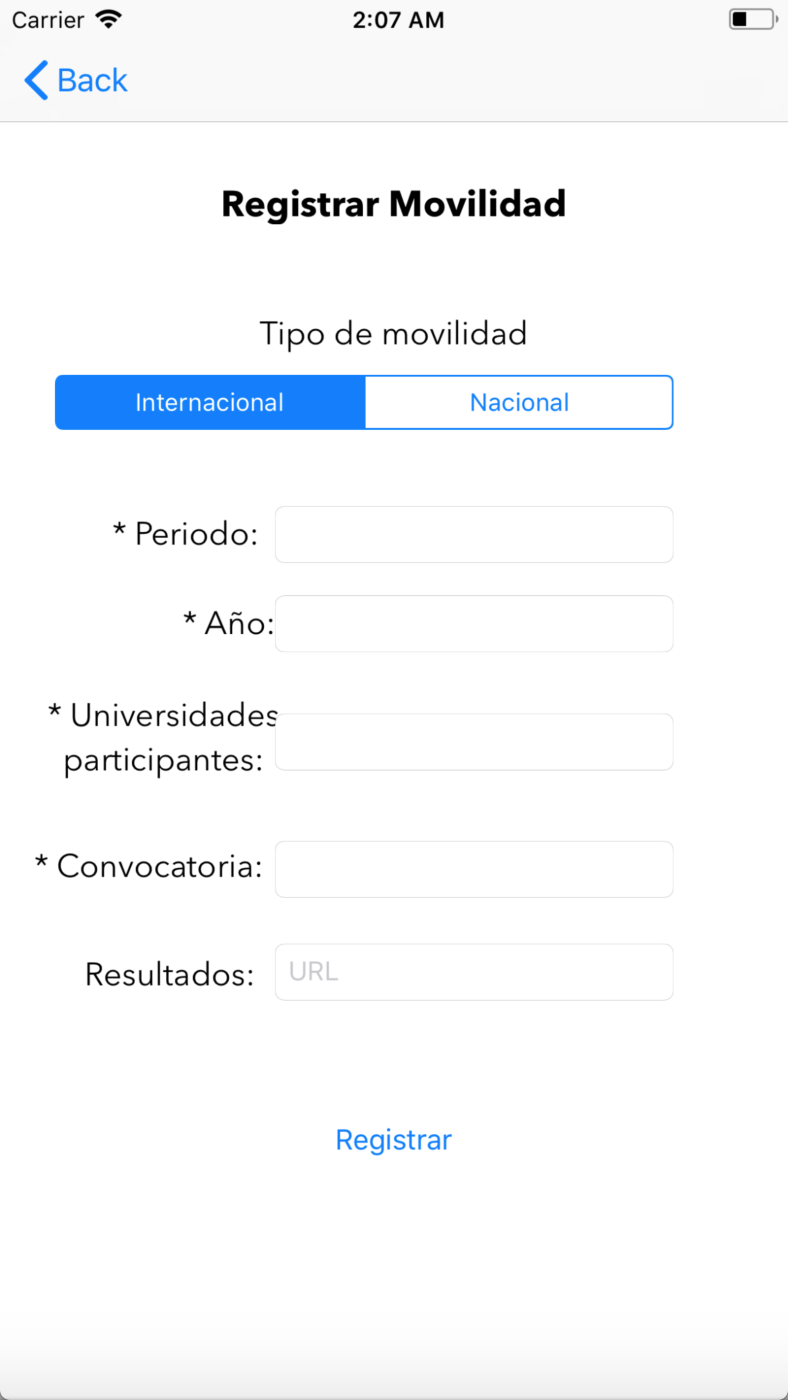 Carrier 2:07 AM
Back
Registrar Movilidad
Tipo de movilidad
Internacional Nacional
* Periodo:
* Año:
* Universidades
participantes:
* Convocatoria:
Resultados: URL
Registrar